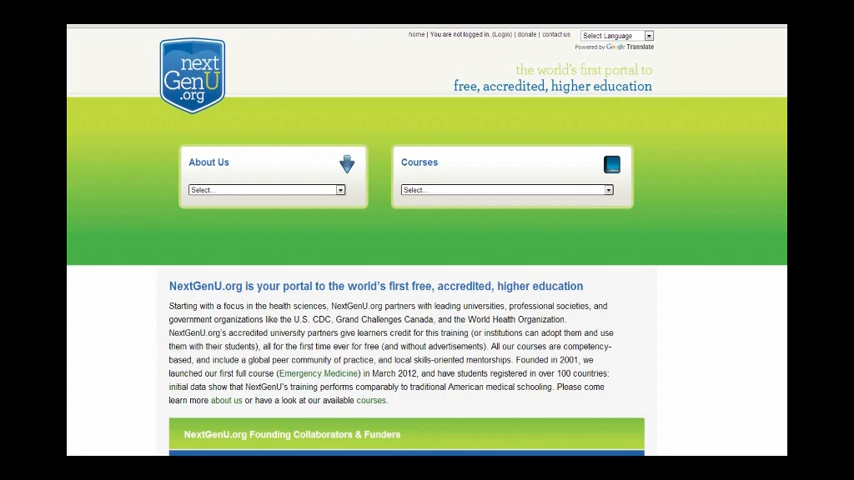 home | You are not logged in. (Login) | donate | contact us
Select Language
Powered by Google Translate
next
GenU
.org
the world's first portal to
free, accredited, higher education
About Us
Courses
Select...
Select...
NextGenU.org is your portal to the world's first free, accredited, higher education
Starting with a focus in the health sciences, NextGenU.org partners with leading universities, professional societies, and
government organizations like the U.S. CDC, Grand Challenges Canada, and the World Health Organization.
NextGenU.org's accredited university partners give learners credit for this training (or institutions can adopt them and use
them with their students), all for the first time ever for free (and without advertisements). All our courses are competency-
based, and include a global peer community of practice, and local skills-oriented mentorships. Founded in 2001, we
launched our first full course (Emergency Medicine) in March 2012, and have students registered in over 100 countries:
initial data show that NextGenU's training performs comparably to traditional American medical schooling. Please come
learn more about us or have a look at our available courses.
NextGenU.org Founding Collaborators & Funders